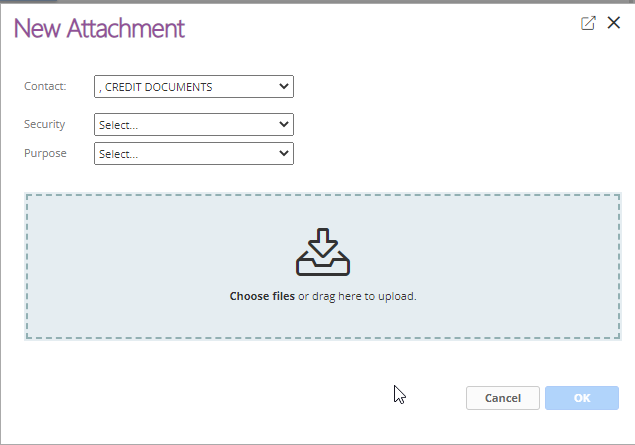 New Attachment
Contact: , CREDIT DOCUMENTS
Security Select...
Purpose Select...
Choose files or drag here to upload.
Cancel OK